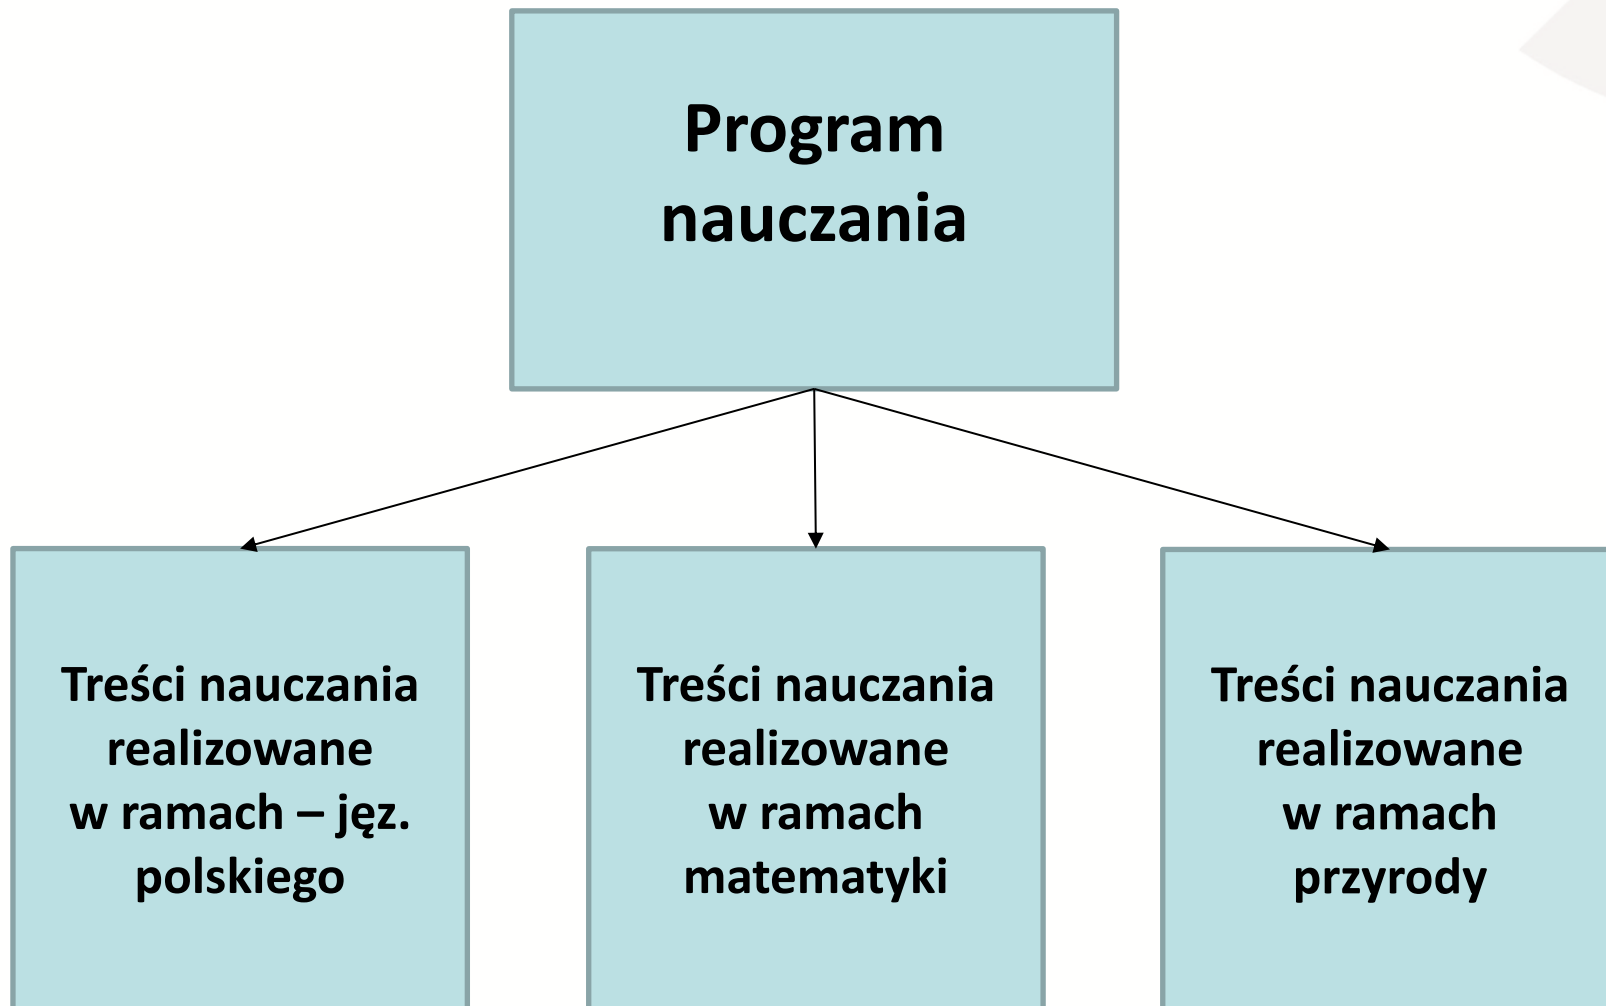 Program
nauczania
Treści nauczania
realizowane
w ramach – jęz.
polskiego
Treści nauczania
realizowane
w ramach
matematyki
Treści nauczania
realizowane
w ramach
przyrody